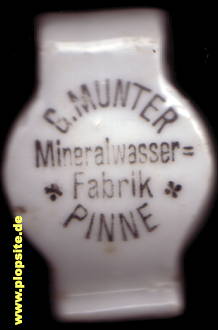 G. MUNTER
Mineralwasser=
Fabrik
PINNE
www.plopsite.de